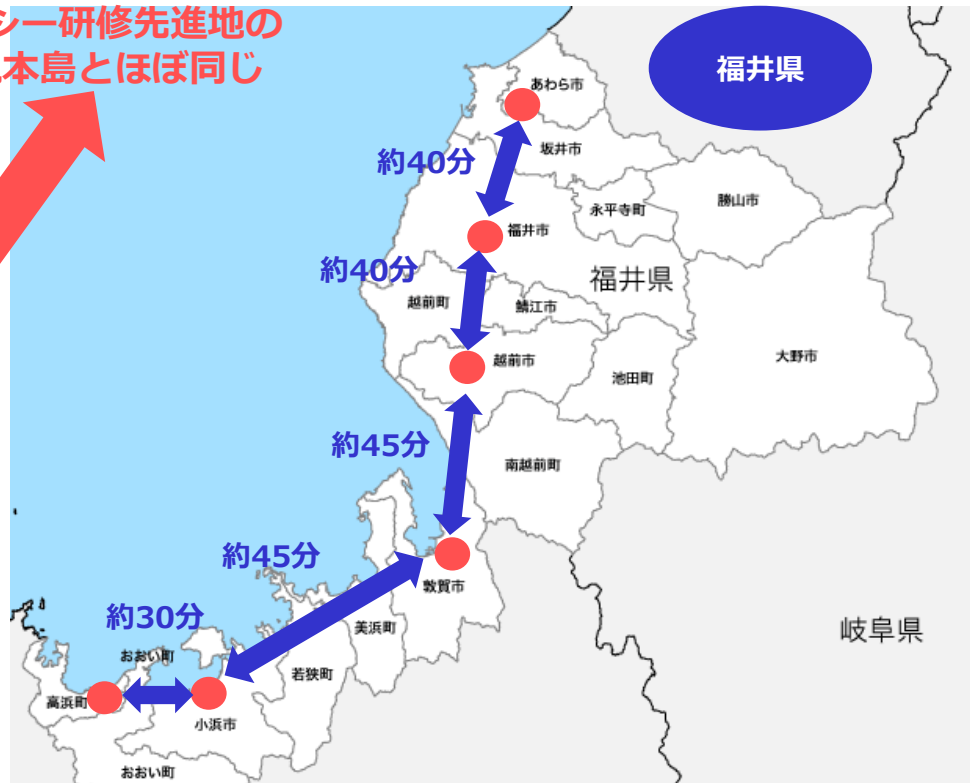 シー研修先進地の
本島とほぼ同じ
福井県
あわら市
坂井市
約40分
勝山市
永平寺町
福井市
約40分
福井県
越前町
鯖江市
越前市
大野市
池田町
約45分
南越前町
約45分
敦賀市
約30分
美浜町
岐阜県
おおい町
若狭町
高浜町
小浜市
おおい町